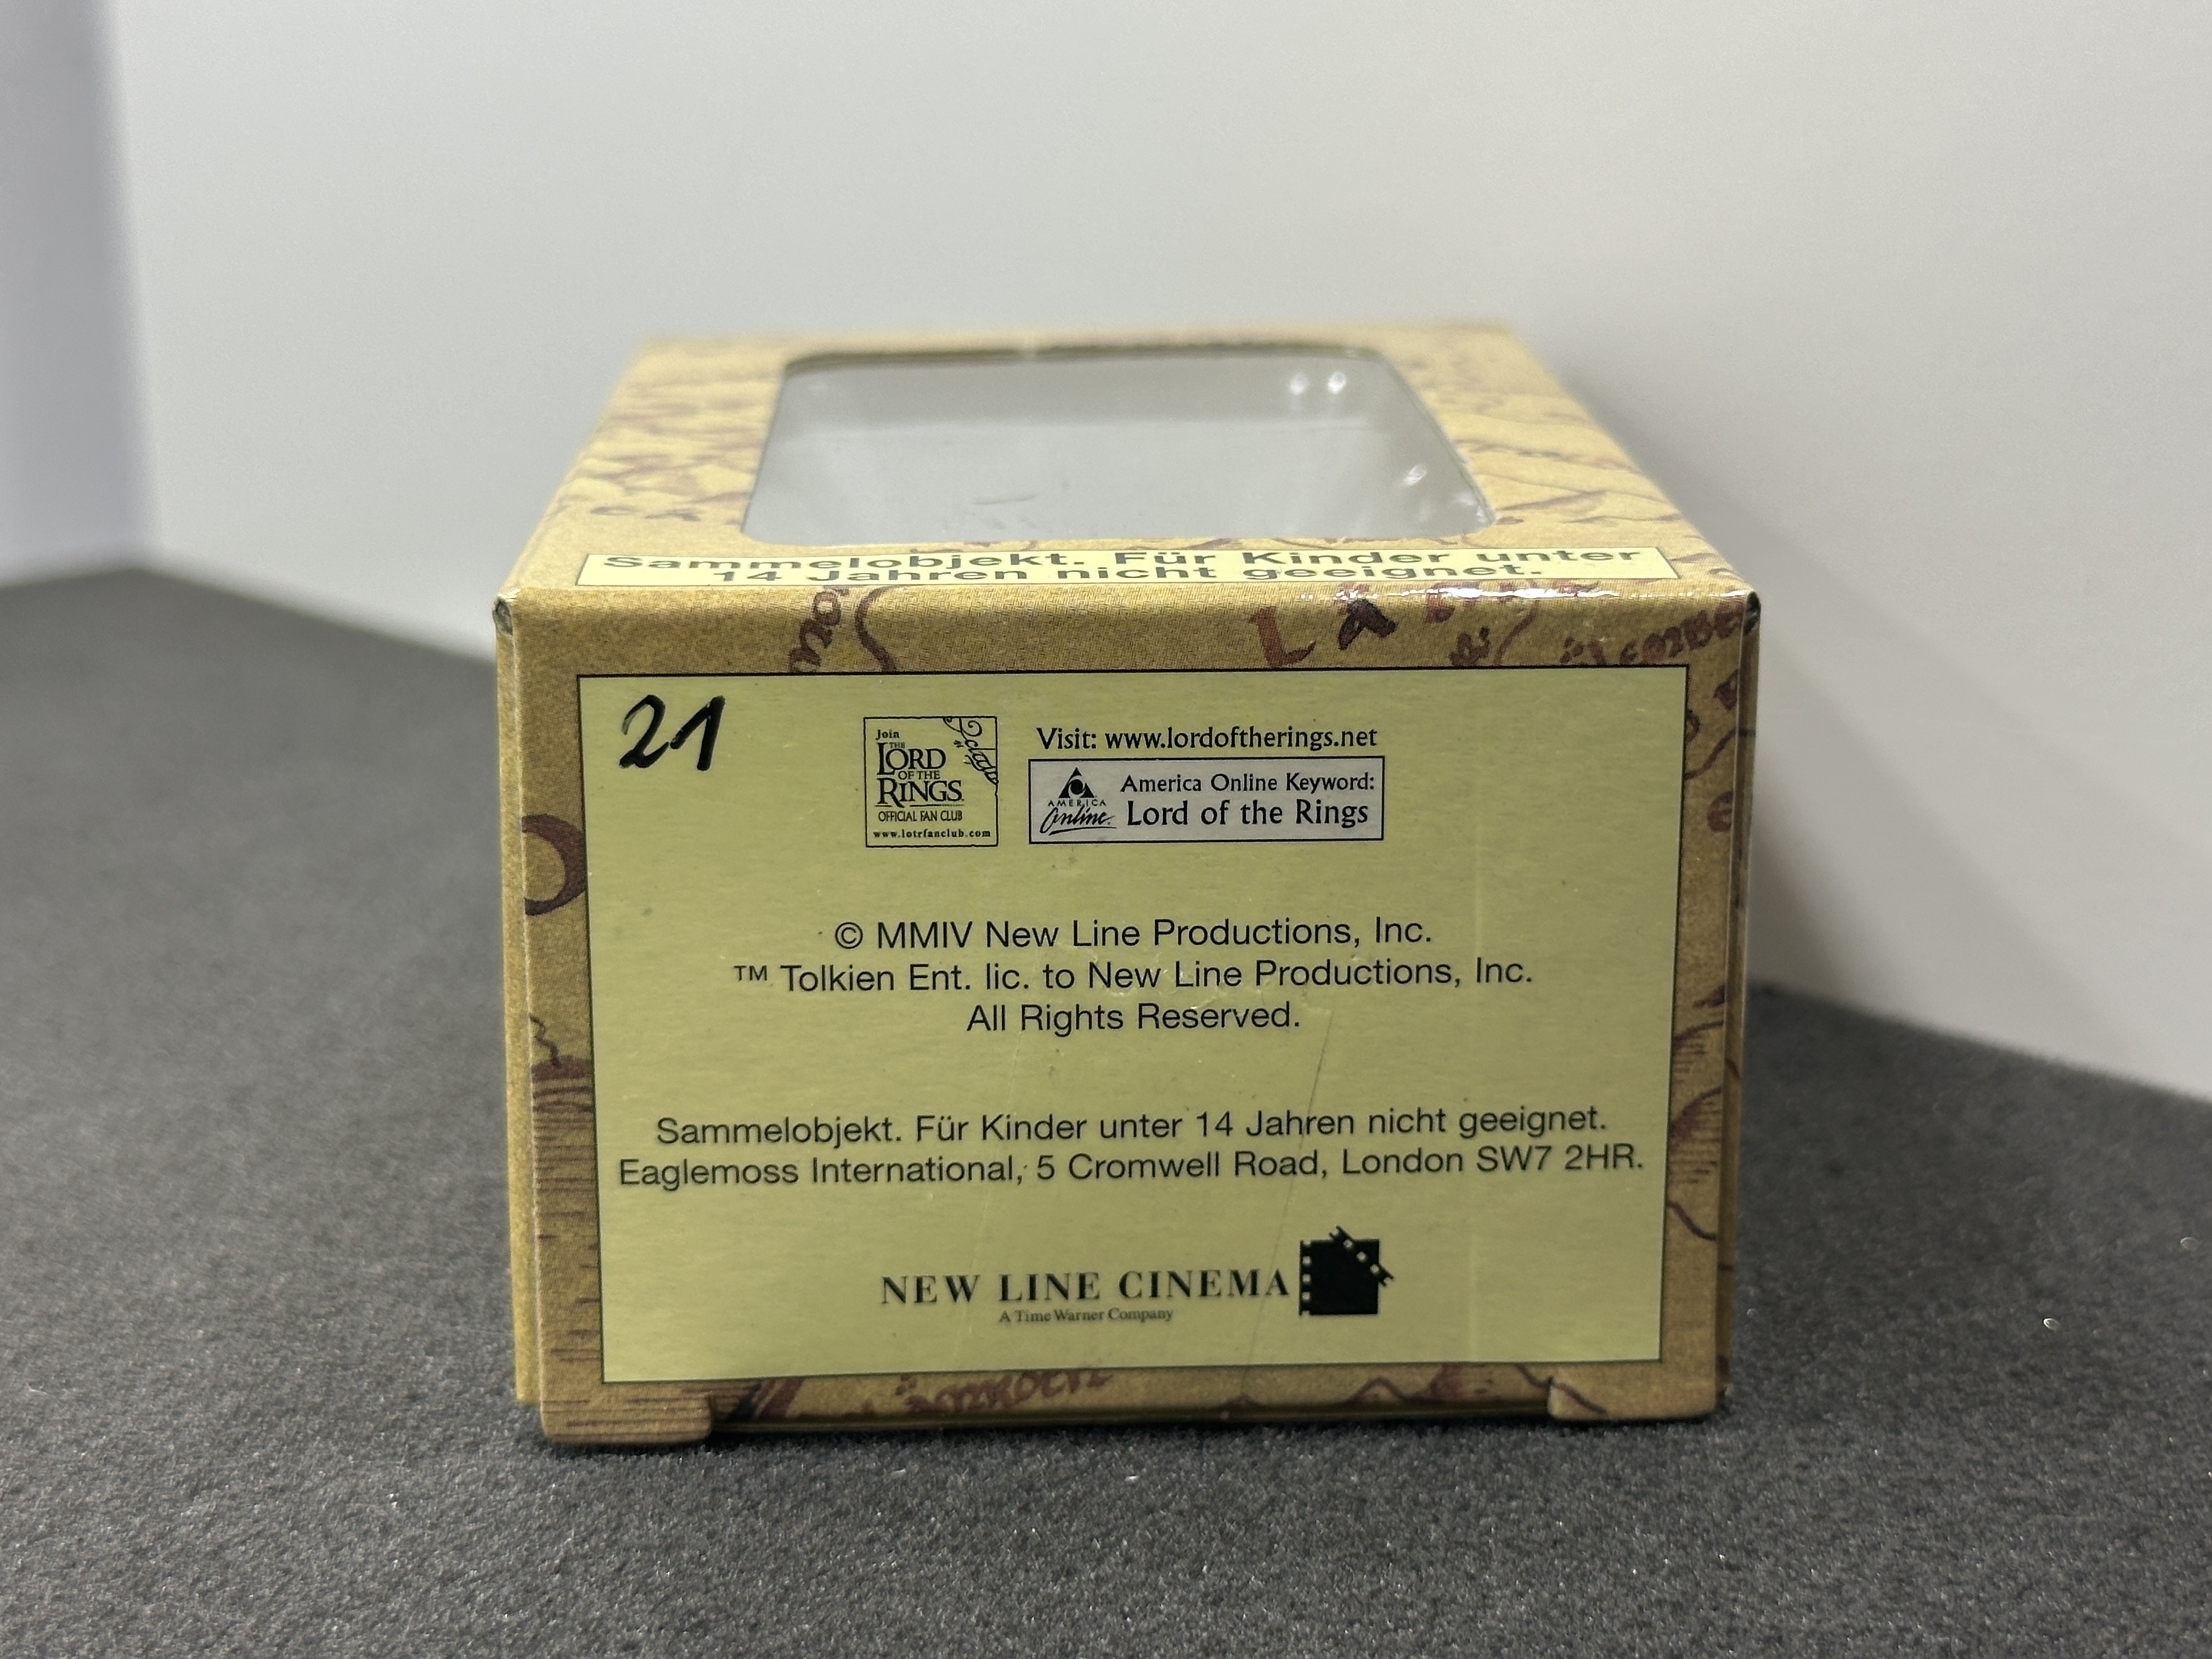 Sammelobjekt. Für Kinder unter
14 Jahren nicht geeignet.
21
Join
THE
LORD
OF THE
RINGS
OFFICIAL FAN CLUB
www.lotrfanclub.com
Visit: www.lordoftherings.net
AMERICA
Online
America Online Keyword:
Lord of the Rings
© MMIV New Line Productions, Inc.
™ Tolkien Ent. lic. to New Line Productions, Inc.
All Rights Reserved.
Sammelobjekt. Für Kinder unter 14 Jahren nicht geeignet.
Eaglemoss International, 5 Cromwell Road, London SW7 2HR.
NEW LINE CINEMA
A Time Warner Company